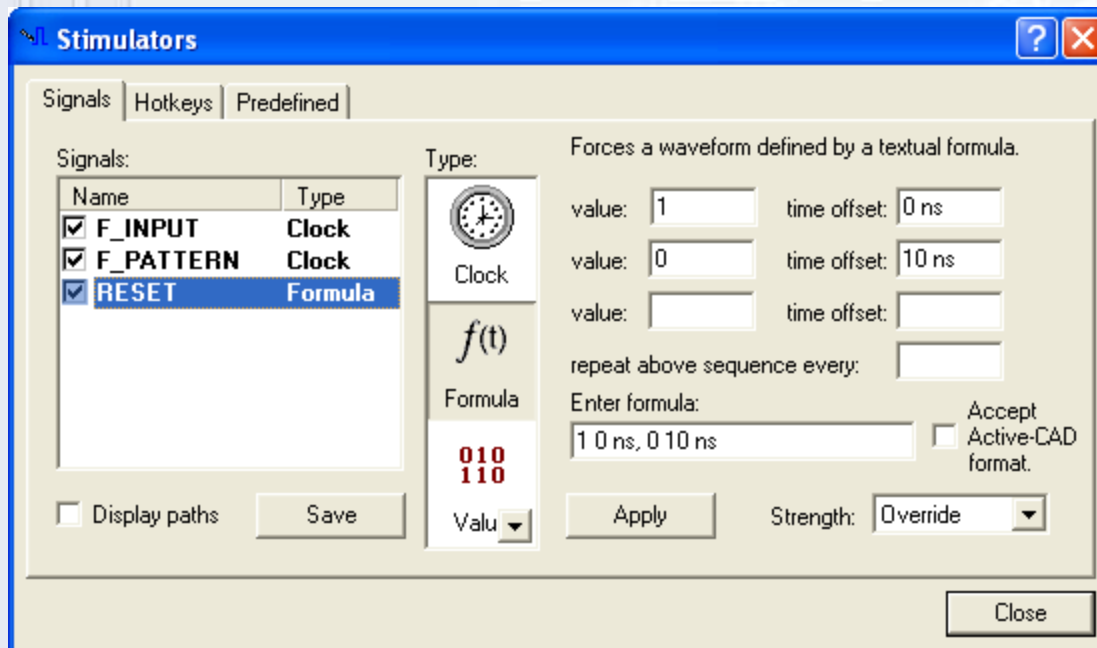 Stimulators
Signals Hotkeys Predefined
Signals:
Name Type
F_INPUT Clock
F_PATTERN Clock
RESET Formula
Display paths
Save
Type:
Clock
f(t)
Formula
010
110
Valu
Forces a waveform defined by a textual formula.
value: 1 time offset: 0 ns
value: 0 time offset: 10 ns
value: time offset:
repeat above sequence every:
Enter formula:
1 0 ns, 0 10 ns
Accept
Active-CAD
format.
Apply
Strength: Override
Close